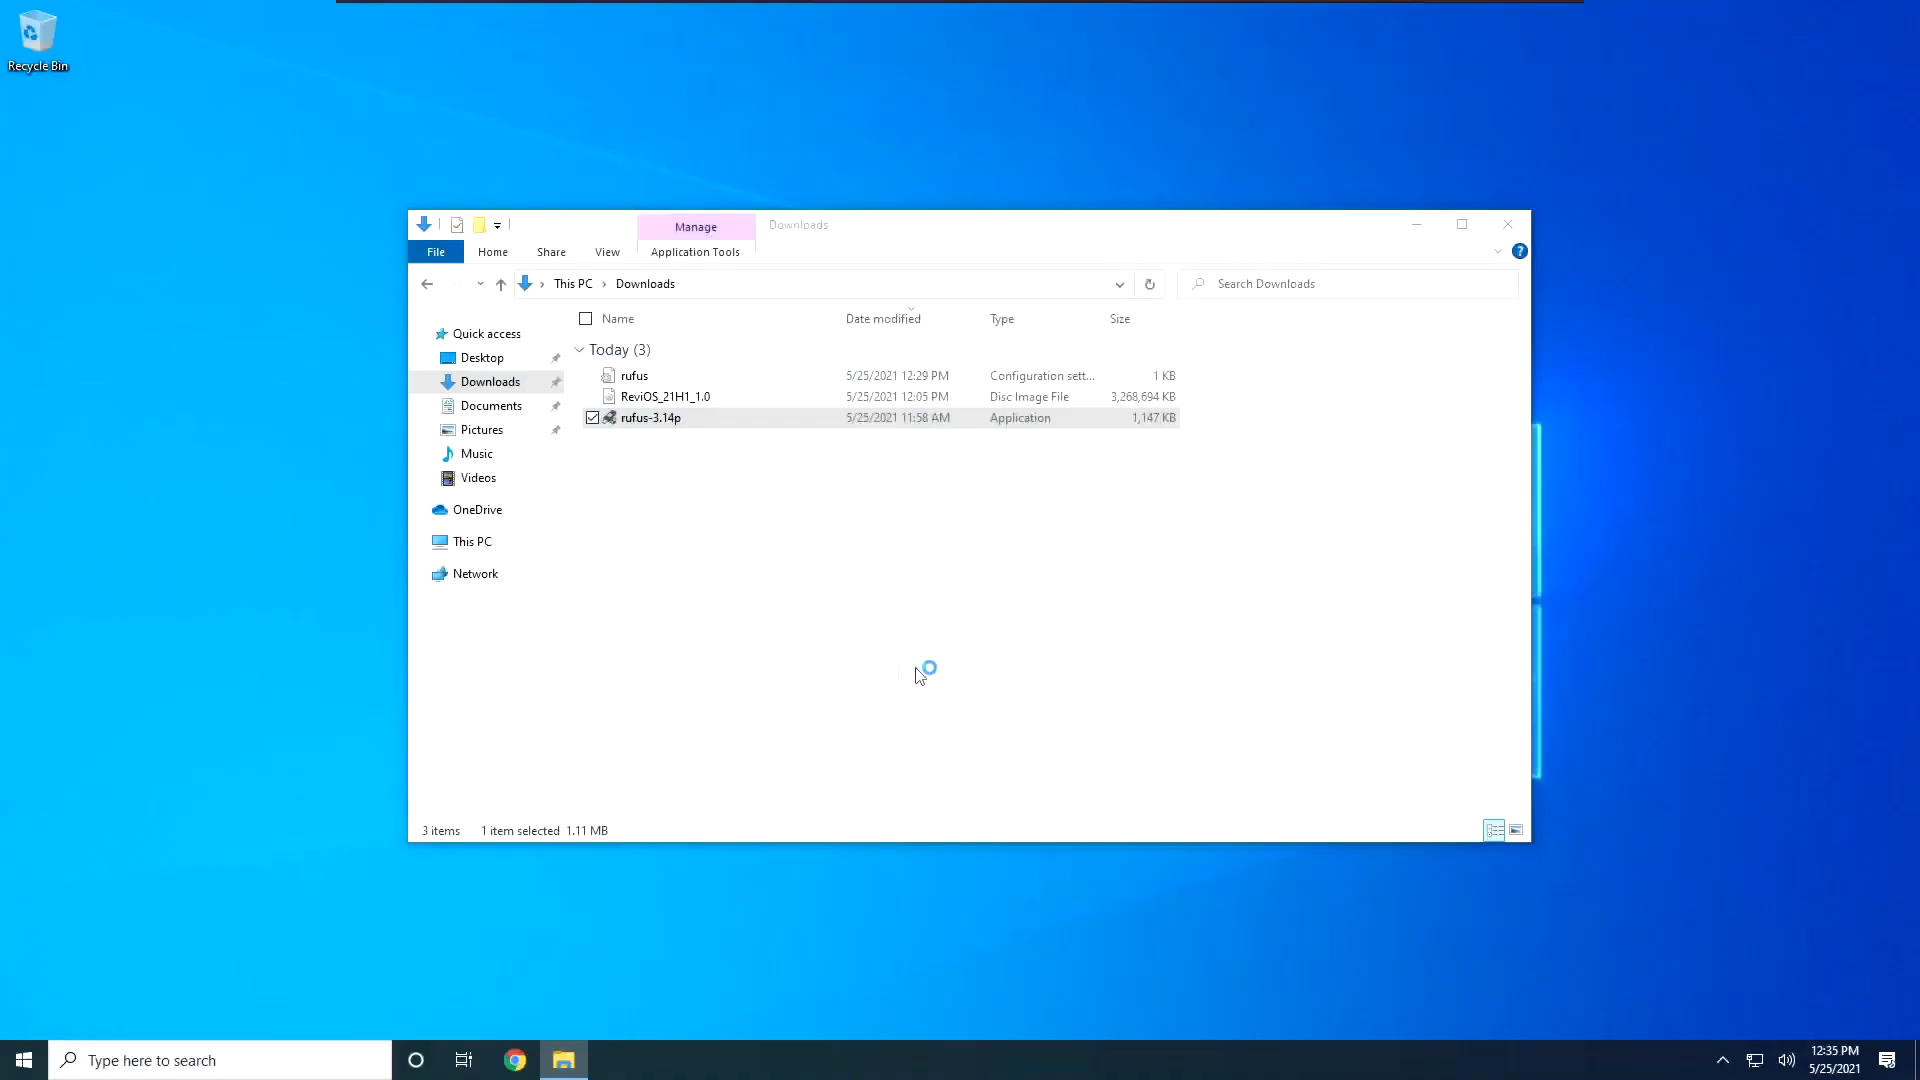 Recycle Bin
Manage
Downloads
File
Home
Share
View
Application Tools
?
This PC
Downloads
Search Downloads
Name
Date modified
Type
Size
Quick access
Desktop
Downloads
Documents
Pictures
Music
Videos
OneDrive
This PC
Network
Today (3)
rufus 5/25/2021 12:29 PM Configuration sett... 1 KB
ReviOS_21H1_1.0 5/25/2021 12:05 PM Disc Image File 3,268,694 KB
rufus-3.14p 5/25/2021 11:58 AM Application 1,147 KB
3 items 1 item selected 1.11 MB
Type here to search
12:35 PM
5/25/2021